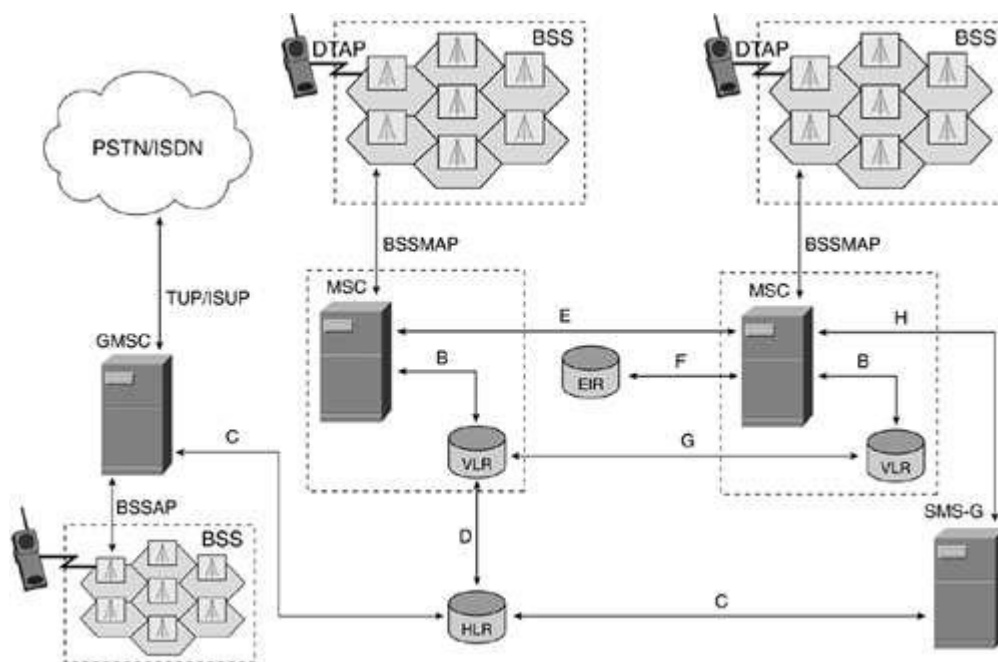 DTAP
BSS
DTAP
BSS
PSTN/ISDN
BSSMAP
BSSMAP
MSC
MSC
TUP/ISUP
GMSC
E
H
B
EIR
F
B
C
G
VLR
VLR
BSSAP
SMS-G
BSS
D
C
HLR